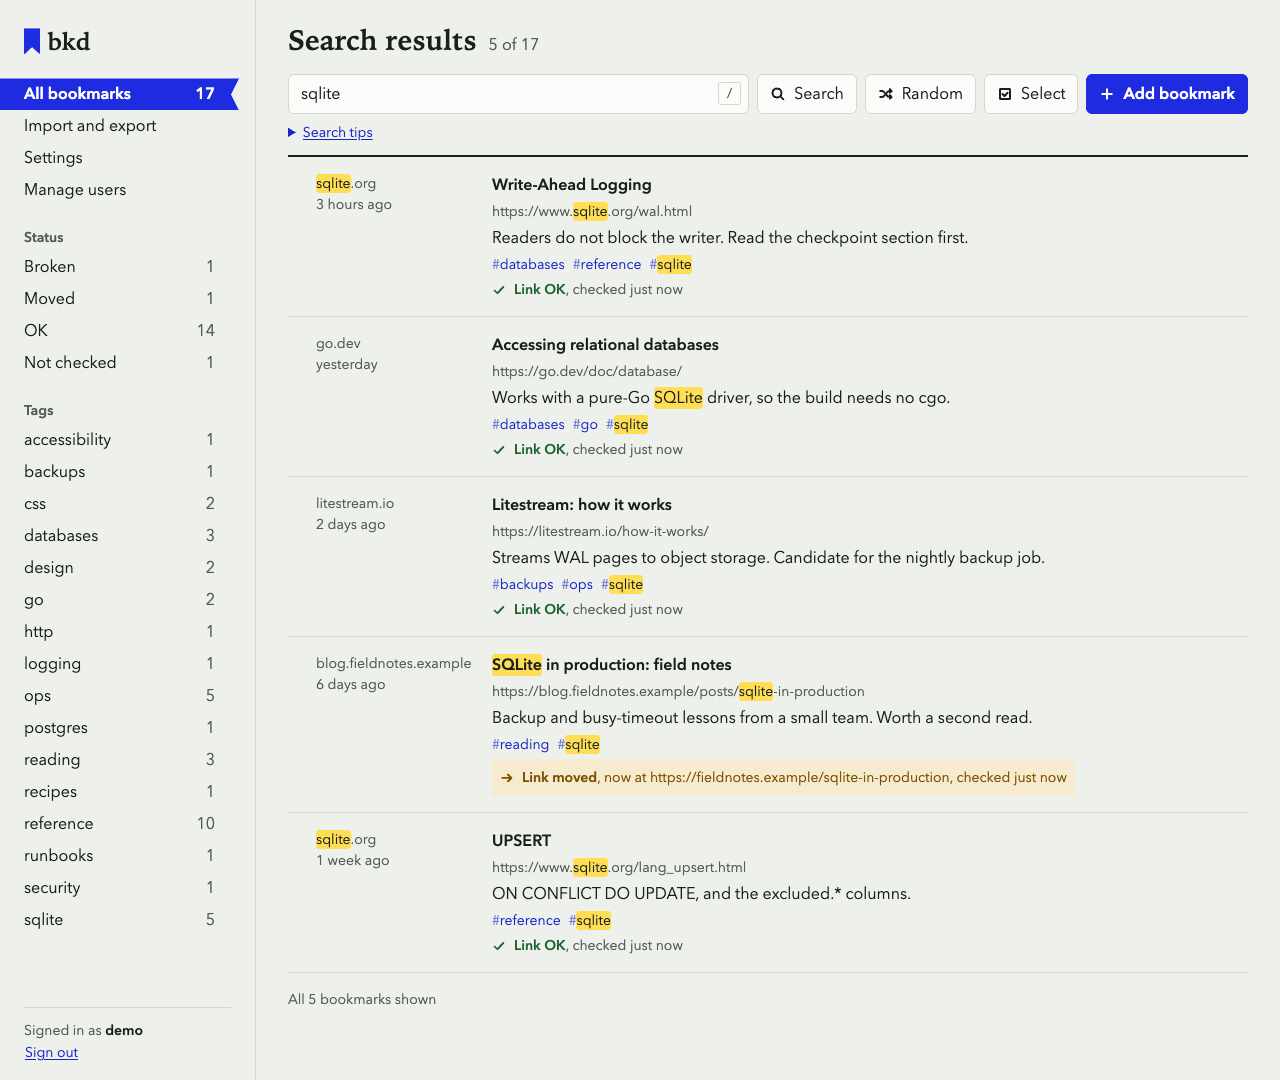 bkd
All bookmarks 17
Import and export
Settings
Manage users
Status
Broken 1
Moved 1
OK 14
Not checked 1
Tags
accessibility 1
backups 1
css 2
databases 3
design 2
go 2
http 1
logging 1
ops 5
postgres 1
reading 3
recipes 1
reference 10
runbooks 1
security 1
sqlite 5
Signed in as demo
Sign out
Search results 5 of 17
sqlite / Search Random Select + Add bookmark
Search tips
sqlite.org
3 hours ago
Write-Ahead Logging
https://www.sqlite.org/wal.html
Readers do not block the writer. Read the checkpoint section first.
#databases #reference #sqlite
Link OK, checked just now
go.dev
yesterday
Accessing relational databases
https://go.dev/doc/database/
Works with a pure-Go SQLite driver, so the build needs no cgo.
#databases #go #sqlite
Link OK, checked just now
litestream.io
2 days ago
Litestream: how it works
https://litestream.io/how-it-works/
Streams WAL pages to object storage. Candidate for the nightly backup job.
#backups #ops #sqlite
Link OK, checked just now
blog.fieldnotes.example
6 days ago
SQLite in production: field notes
https://blog.fieldnotes.example/posts/sqlite-in-production
Backup and busy-timeout lessons from a small team. Worth a second read.
#reading #sqlite
Link moved, now at https://fieldnotes.example/sqlite-in-production, checked just now
sqlite.org
1 week ago
UPSERT
https://www.sqlite.org/lang_upsert.html
ON CONFLICT DO UPDATE, and the excluded.* columns.
#reference #sqlite
Link OK, checked just now
All 5 bookmarks shown